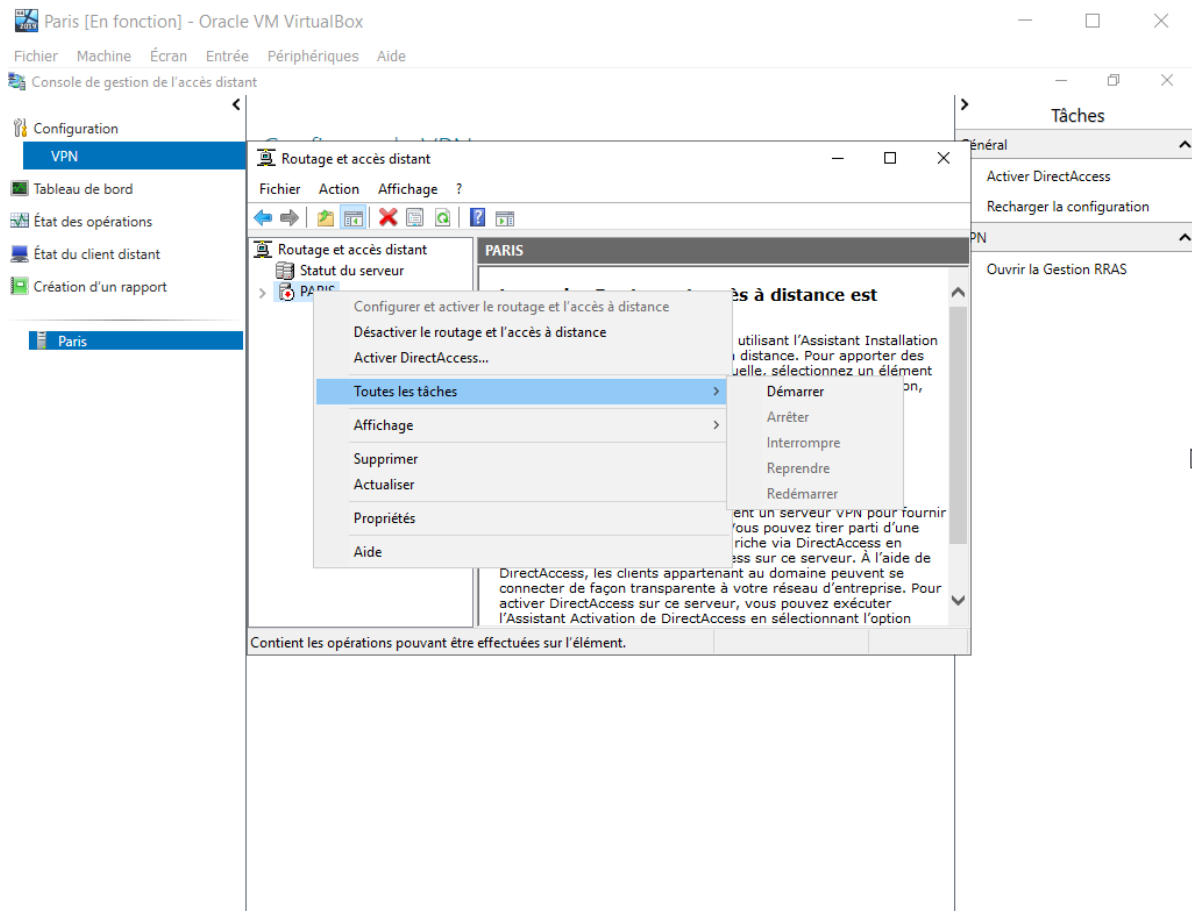 Paris [En fonction] - Oracle VM VirtualBox
Fichier Machine Écran Entrée Périphériques Aide
Console de gestion de l'accès distant
Configuration
VPN
Tableau de bord
État des opérations
État du client distant
Création d'un rapport
Paris
Routage et accès distant
Fichier Action Affichage ?
Routage et accès distant
Statut du serveur
PARIS
PARIS
ès à distance est
utilisant l'Assistant Installation
distance. Pour apporter des
uelle, sélectionnez un élément
on,
Configurer et activer le routage et l'accès à distance
Désactiver le routage et l'accès à distance
Activer DirectAccess...
Toutes les tâches
Affichage
Supprimer
Actualiser
Propriétés
Aide
Démarrer
Arrêter
Interrompre
Reprendre
Redémarrer
ent un serveur VPN pour fournir
Vous pouvez tirer parti d'une
riche via DirectAccess en
ess sur ce serveur. À l'aide de
DirectAccess, les clients appartenant au domaine peuvent se
connecter de façon transparente à votre réseau d'entreprise. Pour
activer DirectAccess sur ce serveur, vous pouvez exécuter
l'Assistant Activation de DirectAccess en sélectionnant l'option
Contient les opérations pouvant être effectuées sur l'élément.
Tâches
énéral
Activer DirectAccess
Recharger la configuration
PN
Ouvrir la Gestion RRAS